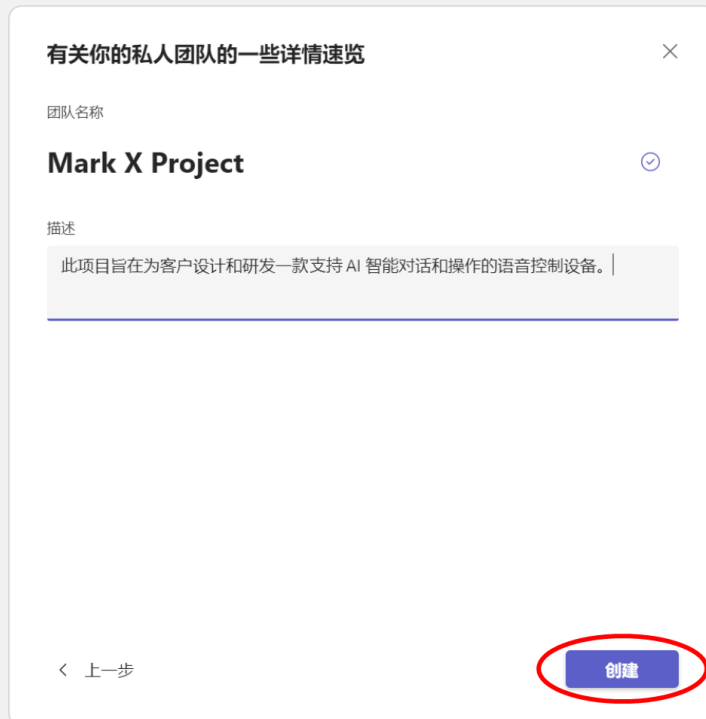 有关你的私人团队的一些详情速览
团队名称
Mark X Project
描述
此项目旨在为客户设计和研发一款支持 AI 智能对话和操作的语音控制设备。
上一步
创建